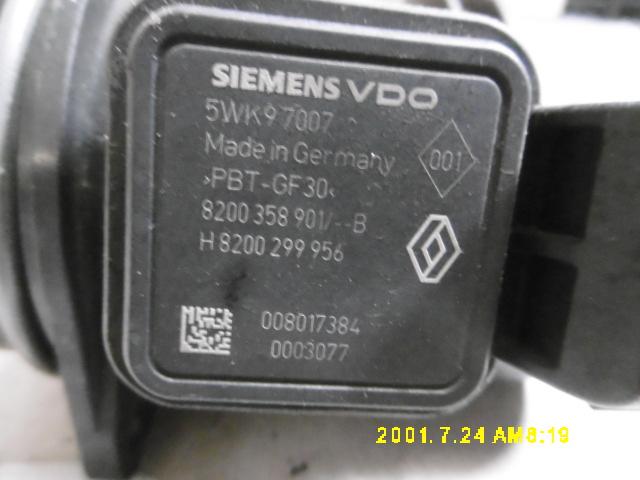 SIEMENS VDO
5WK9 7007
Made in Germany
001
›PBT-GF30‹
8200 358 901/--B
H 8200 299 956
008017384
0003077
2001.7.24 AM8:19